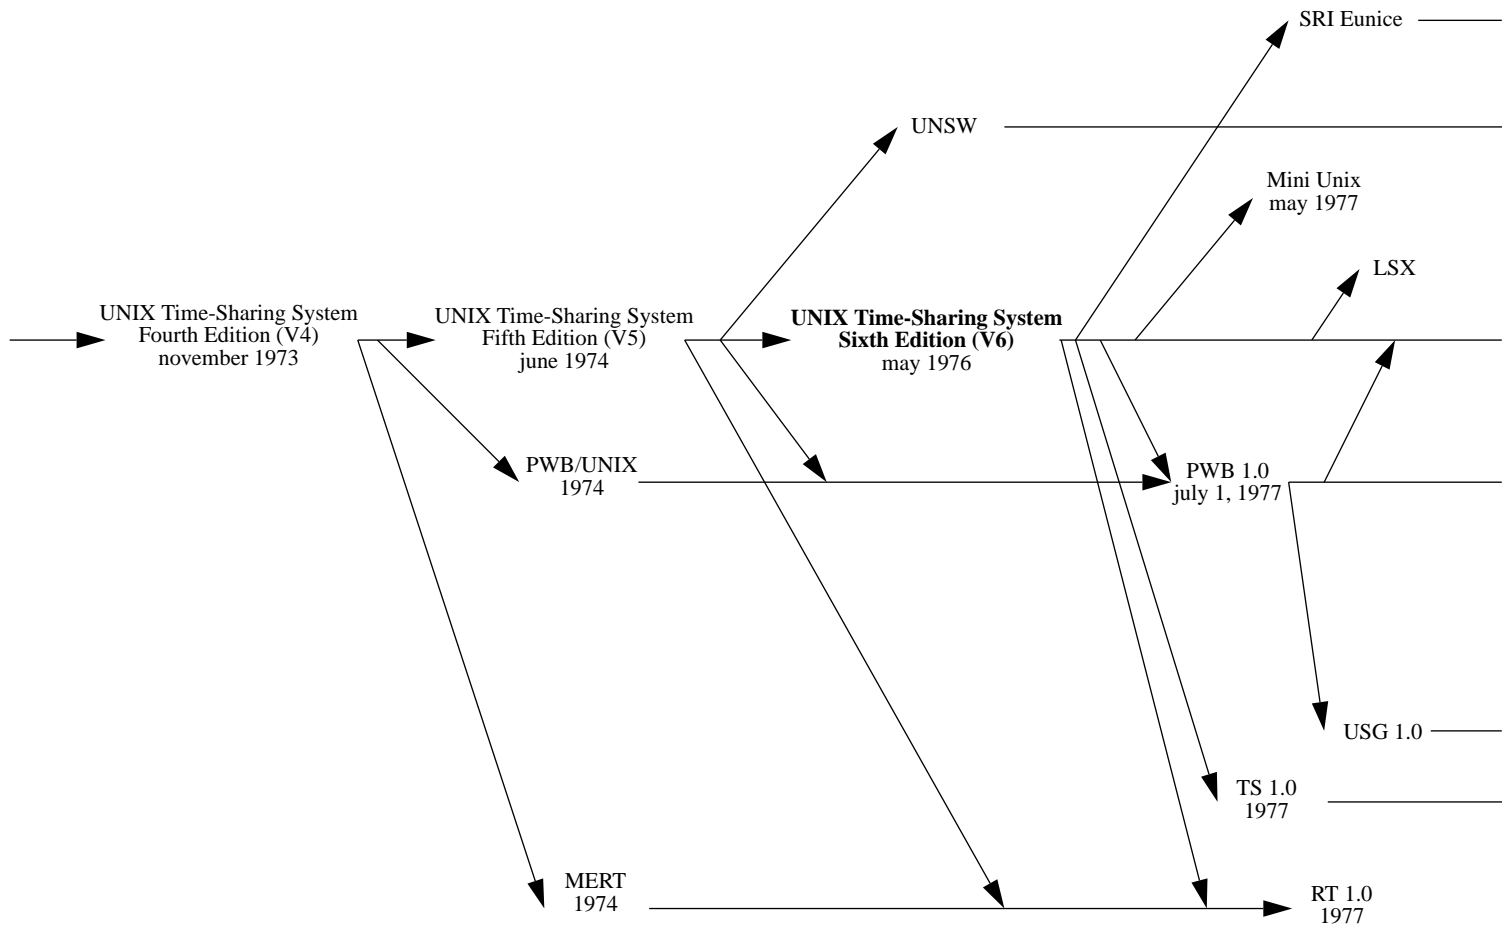 SRI Eunice
UNSW
Mini Unix
may 1977
LSX
UNIX Time-Sharing System
Fourth Edition (V4)
november 1973
UNIX Time-Sharing System
Fifth Edition (V5)
june 1974
UNIX Time-Sharing System
Sixth Edition (V6)
may 1976
PWB/UNIX
1974
PWB 1.0
july 1, 1977
USG 1.0
TS 1.0
1977
MERT
1974
RT 1.0
1977